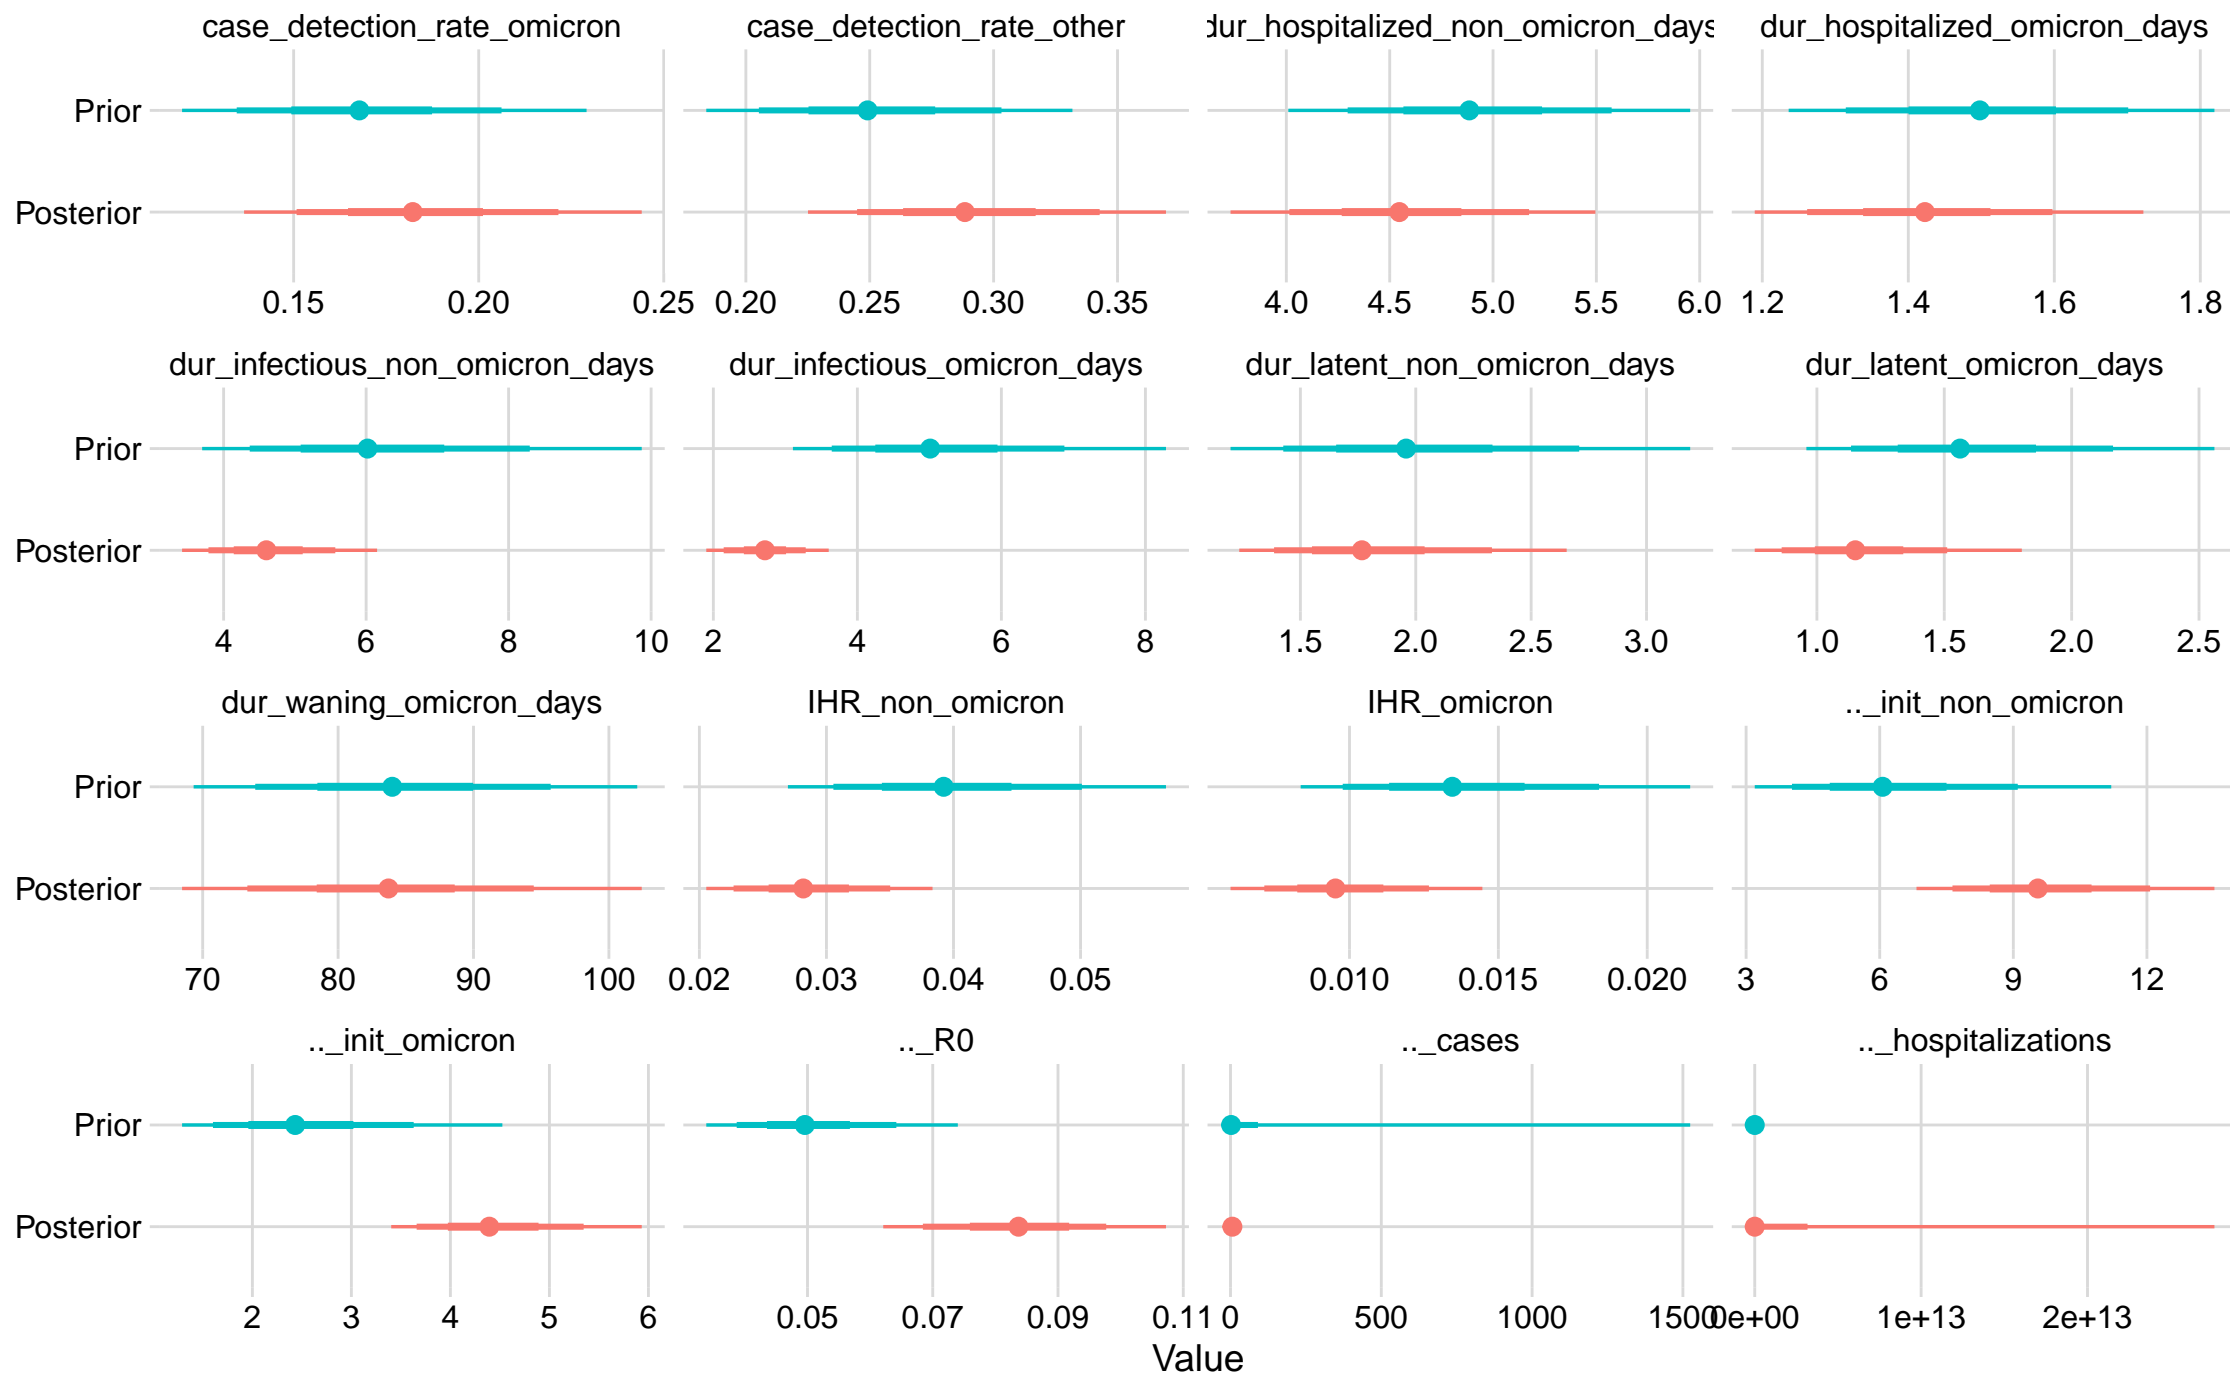 case_detection_rate_omicron case_detection_rate_other dur_hospitalized_non_omicron_days dur_hospitalized_omicron_days
Prior
Posterior
0.15 0.20 0.25 0.20 0.25 0.30 0.35 4.0 4.5 5.0 5.5 6.0 1.2 1.4 1.6 1.8
dur_infectious_non_omicron_days dur_infectious_omicron_days dur_latent_non_omicron_days dur_latent_omicron_days
Prior
Posterior
4 6 8 10 2 4 6 8 1.5 2.0 2.5 3.0 1.0 1.5 2.0 2.5
dur_waning_omicron_days IHR_non_omicron IHR_omicron .._init_non_omicron
Prior
Posterior
70 80 90 100 0.02 0.03 0.04 0.05 0.010 0.015 0.020 3 6 9 12
.._init_omicron .._R0 .._cases .._hospitalizations
Prior
Posterior
2 3 4 5 6 0.05 0.07 0.09 0.11 0 500 1000 1500 0e+00 1e+13 2e+13
Value